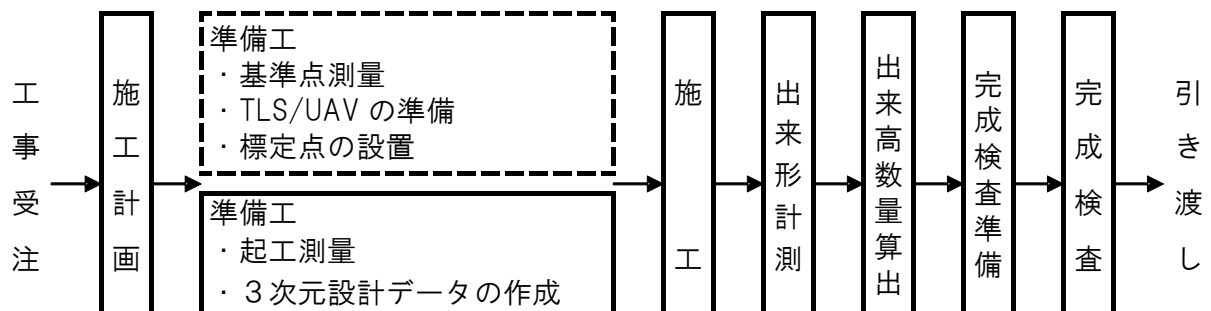 工事受注
施工計画
準備工
・基準点測量
・TLS/UAV の準備
・標定点の設置
準備工
・起工測量
・３次元設計データの作成
施工
出来形計測
出来高数量算出
完成検査準備
完成検査
引き渡し